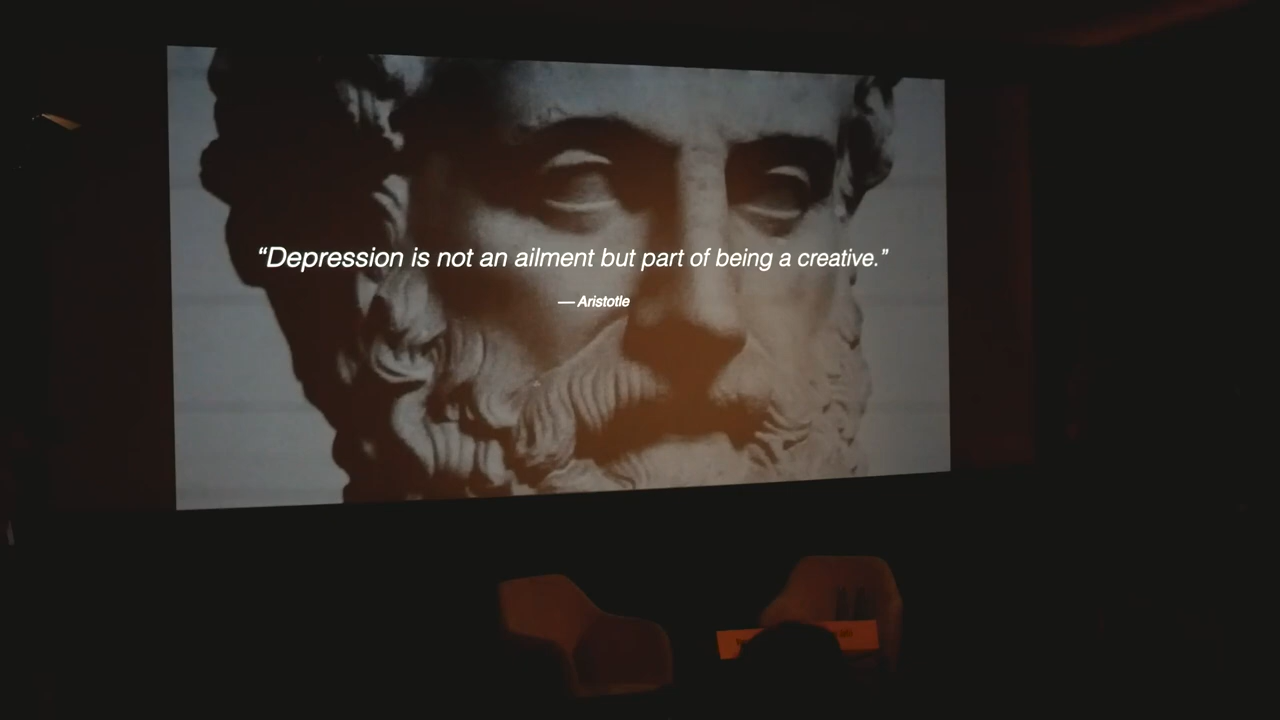 “Depression is not an ailment but part of being a creative.”
— Aristotle